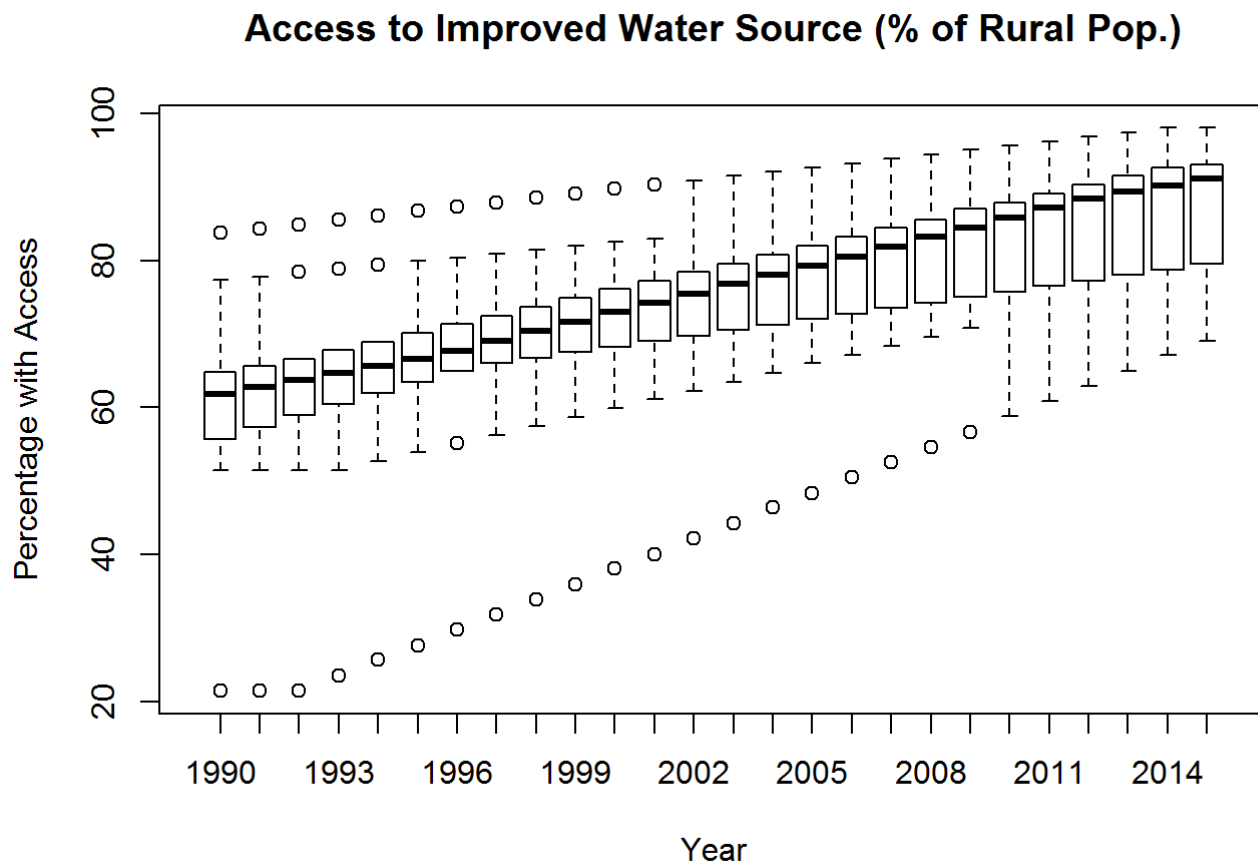 Access to Improved Water Source (% of Rural Pop.)
Percentage with Access
100
80
60
40
20
1990 1993 1996 1999 2002 2005 2008 2011 2014
Year